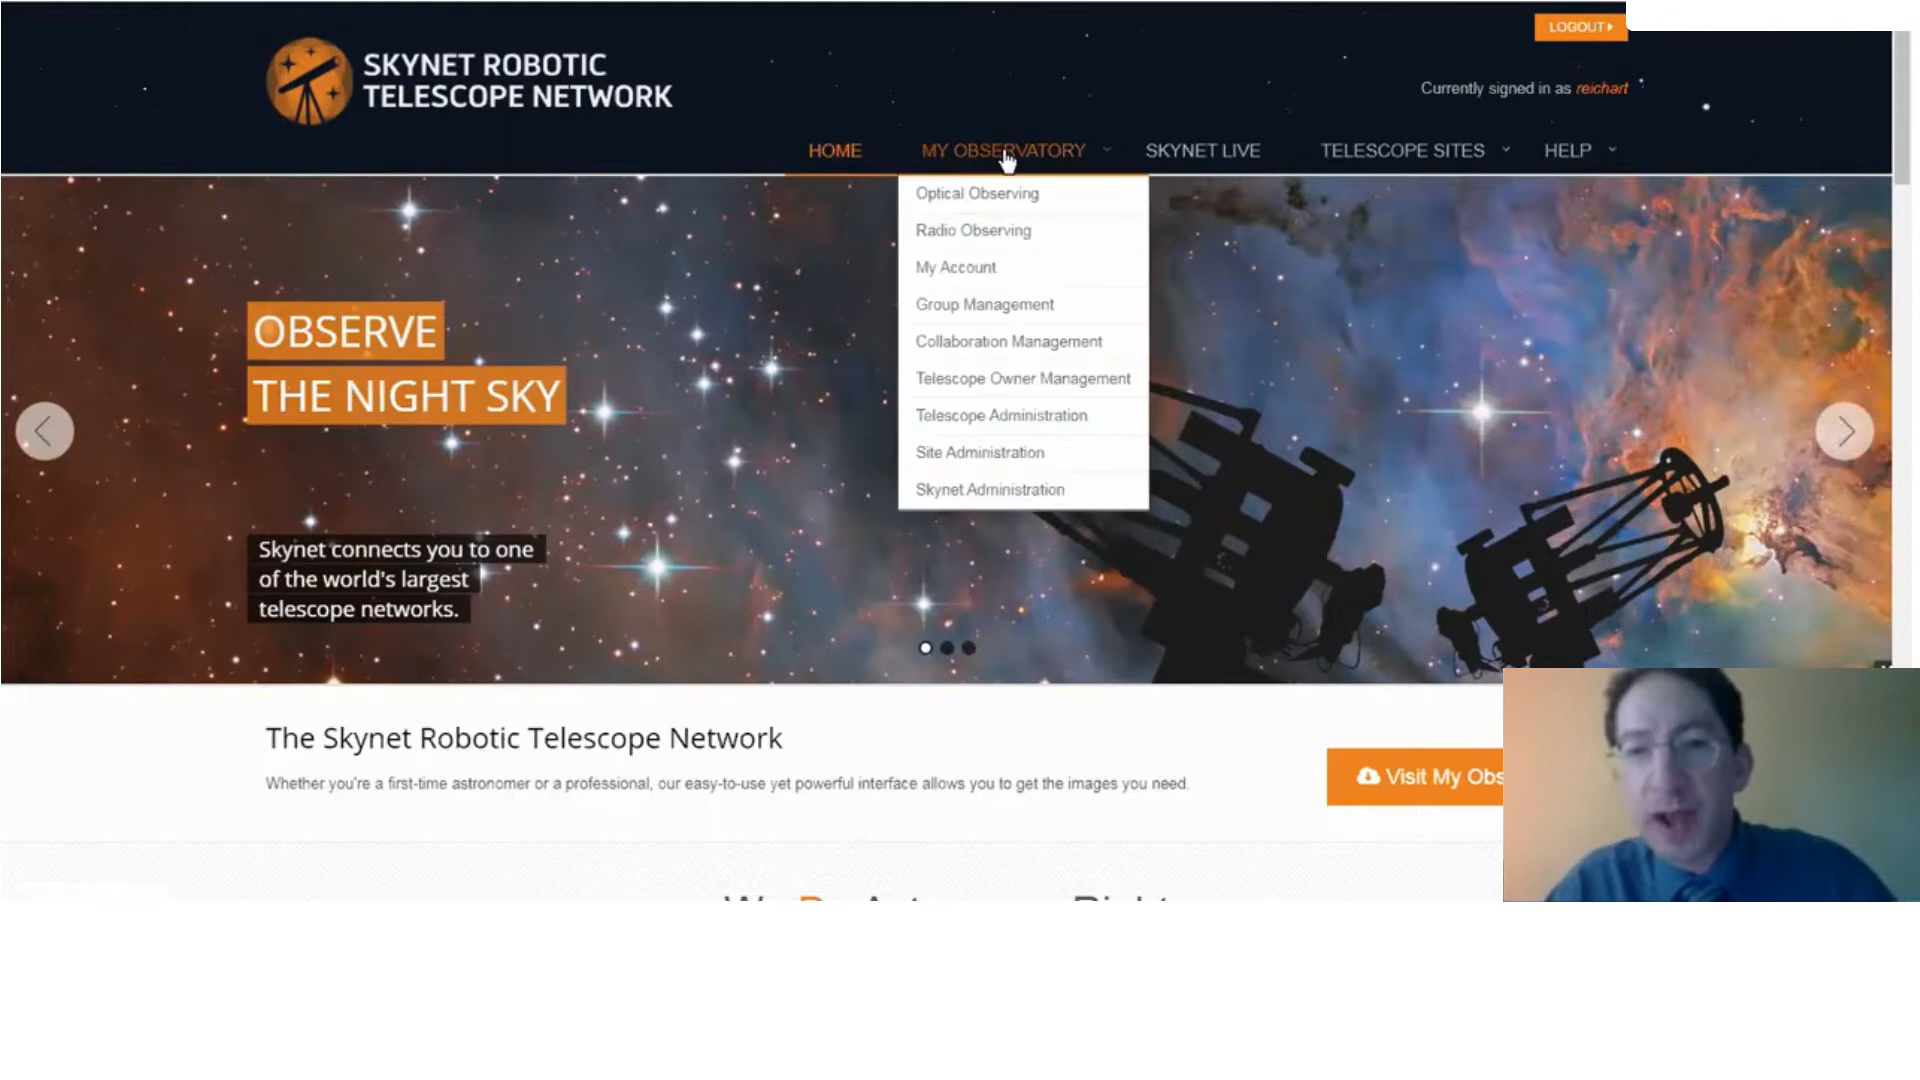 LOGOUT
SKYNET ROBOTIC
TELESCOPE NETWORK
Currently signed in as reichart
HOME
MY OBSERVATORY
SKYNET LIVE
TELESCOPE SITES
HELP
Optical Observing
Radio Observing
My Account
Group Management
Collaboration Management
Telescope Owner Management
Telescope Administration
Site Administration
Skynet Administration
OBSERVE
THE NIGHT SKY
Skynet connects you to one
of the world's largest
telescope networks.
The Skynet Robotic Telescope Network
Whether you're a first-time astronomer or a professional, our easy-to-use yet powerful interface allows you to get the images you need.
Visit My Obs